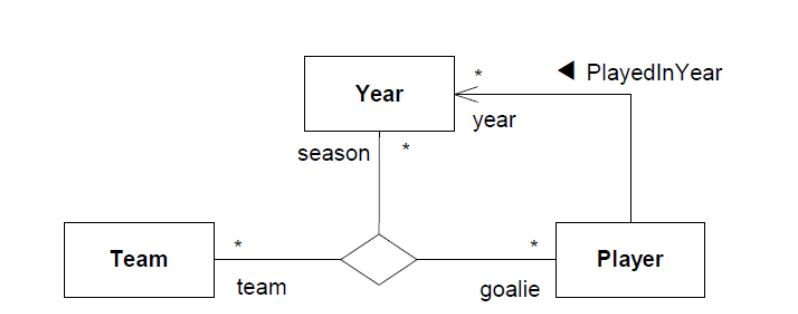 *
◀ PlayedInYear
Year
year
season
*
Team
*
team
*
goalie
Player